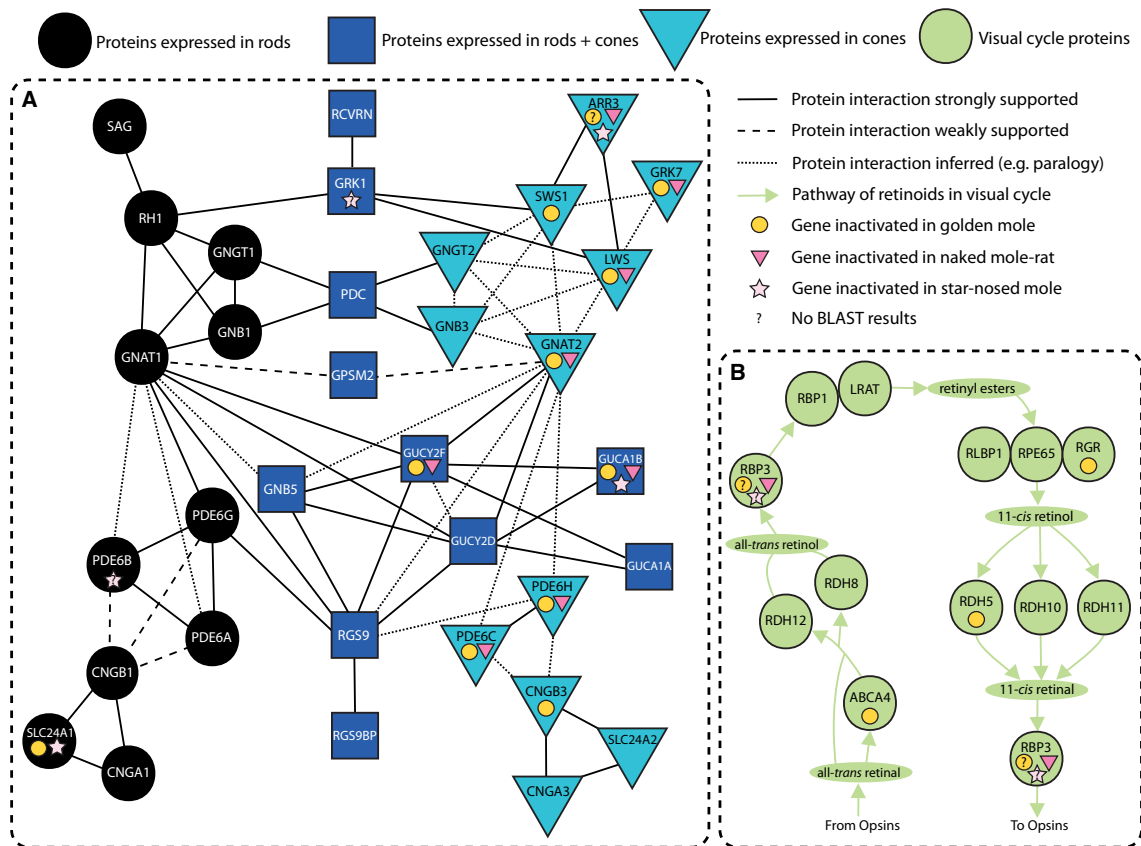 Proteins expressed in rods
Proteins expressed in rods + cones
Proteins expressed in cones
Visual cycle proteins
Protein interaction strongly supported
Protein interaction weakly supported
Protein interaction inferred (e.g. paralogy)
Pathway of retinoids in visual cycle
Gene inactivated in golden mole
Gene inactivated in naked mole-rat
Gene inactivated in star-nosed mole
? No BLAST results
A
SAG
RCVRN
ARR3
?
GRK1
?
GRK7
SWS1
RH1
GNGT1
GNGT2
LWS
PDC
GNB1
GNB3
GNAT1
GPSM2
GNAT2
GUCY2F
GUCA1B
GNB5
PDE6G
GUCY2D
PDE6B
?
GUCA1A
PDE6H
PDE6A
RGS9
PDE6C
CNGB1
CNGB3
SLC24A1
RGS9BP
SLC24A2
CNGA1
CNGA3
B
RBP1
LRAT
retinyl esters
RLBP1
RPE65
RGR
RBP3
?
?
11-cis retinol
all-trans retinol
RDH8
RDH12
RDH5
RDH10
RDH11
11-cis retinal
ABCA4
RBP3
?
?
all-trans retinal
From Opsins
To Opsins